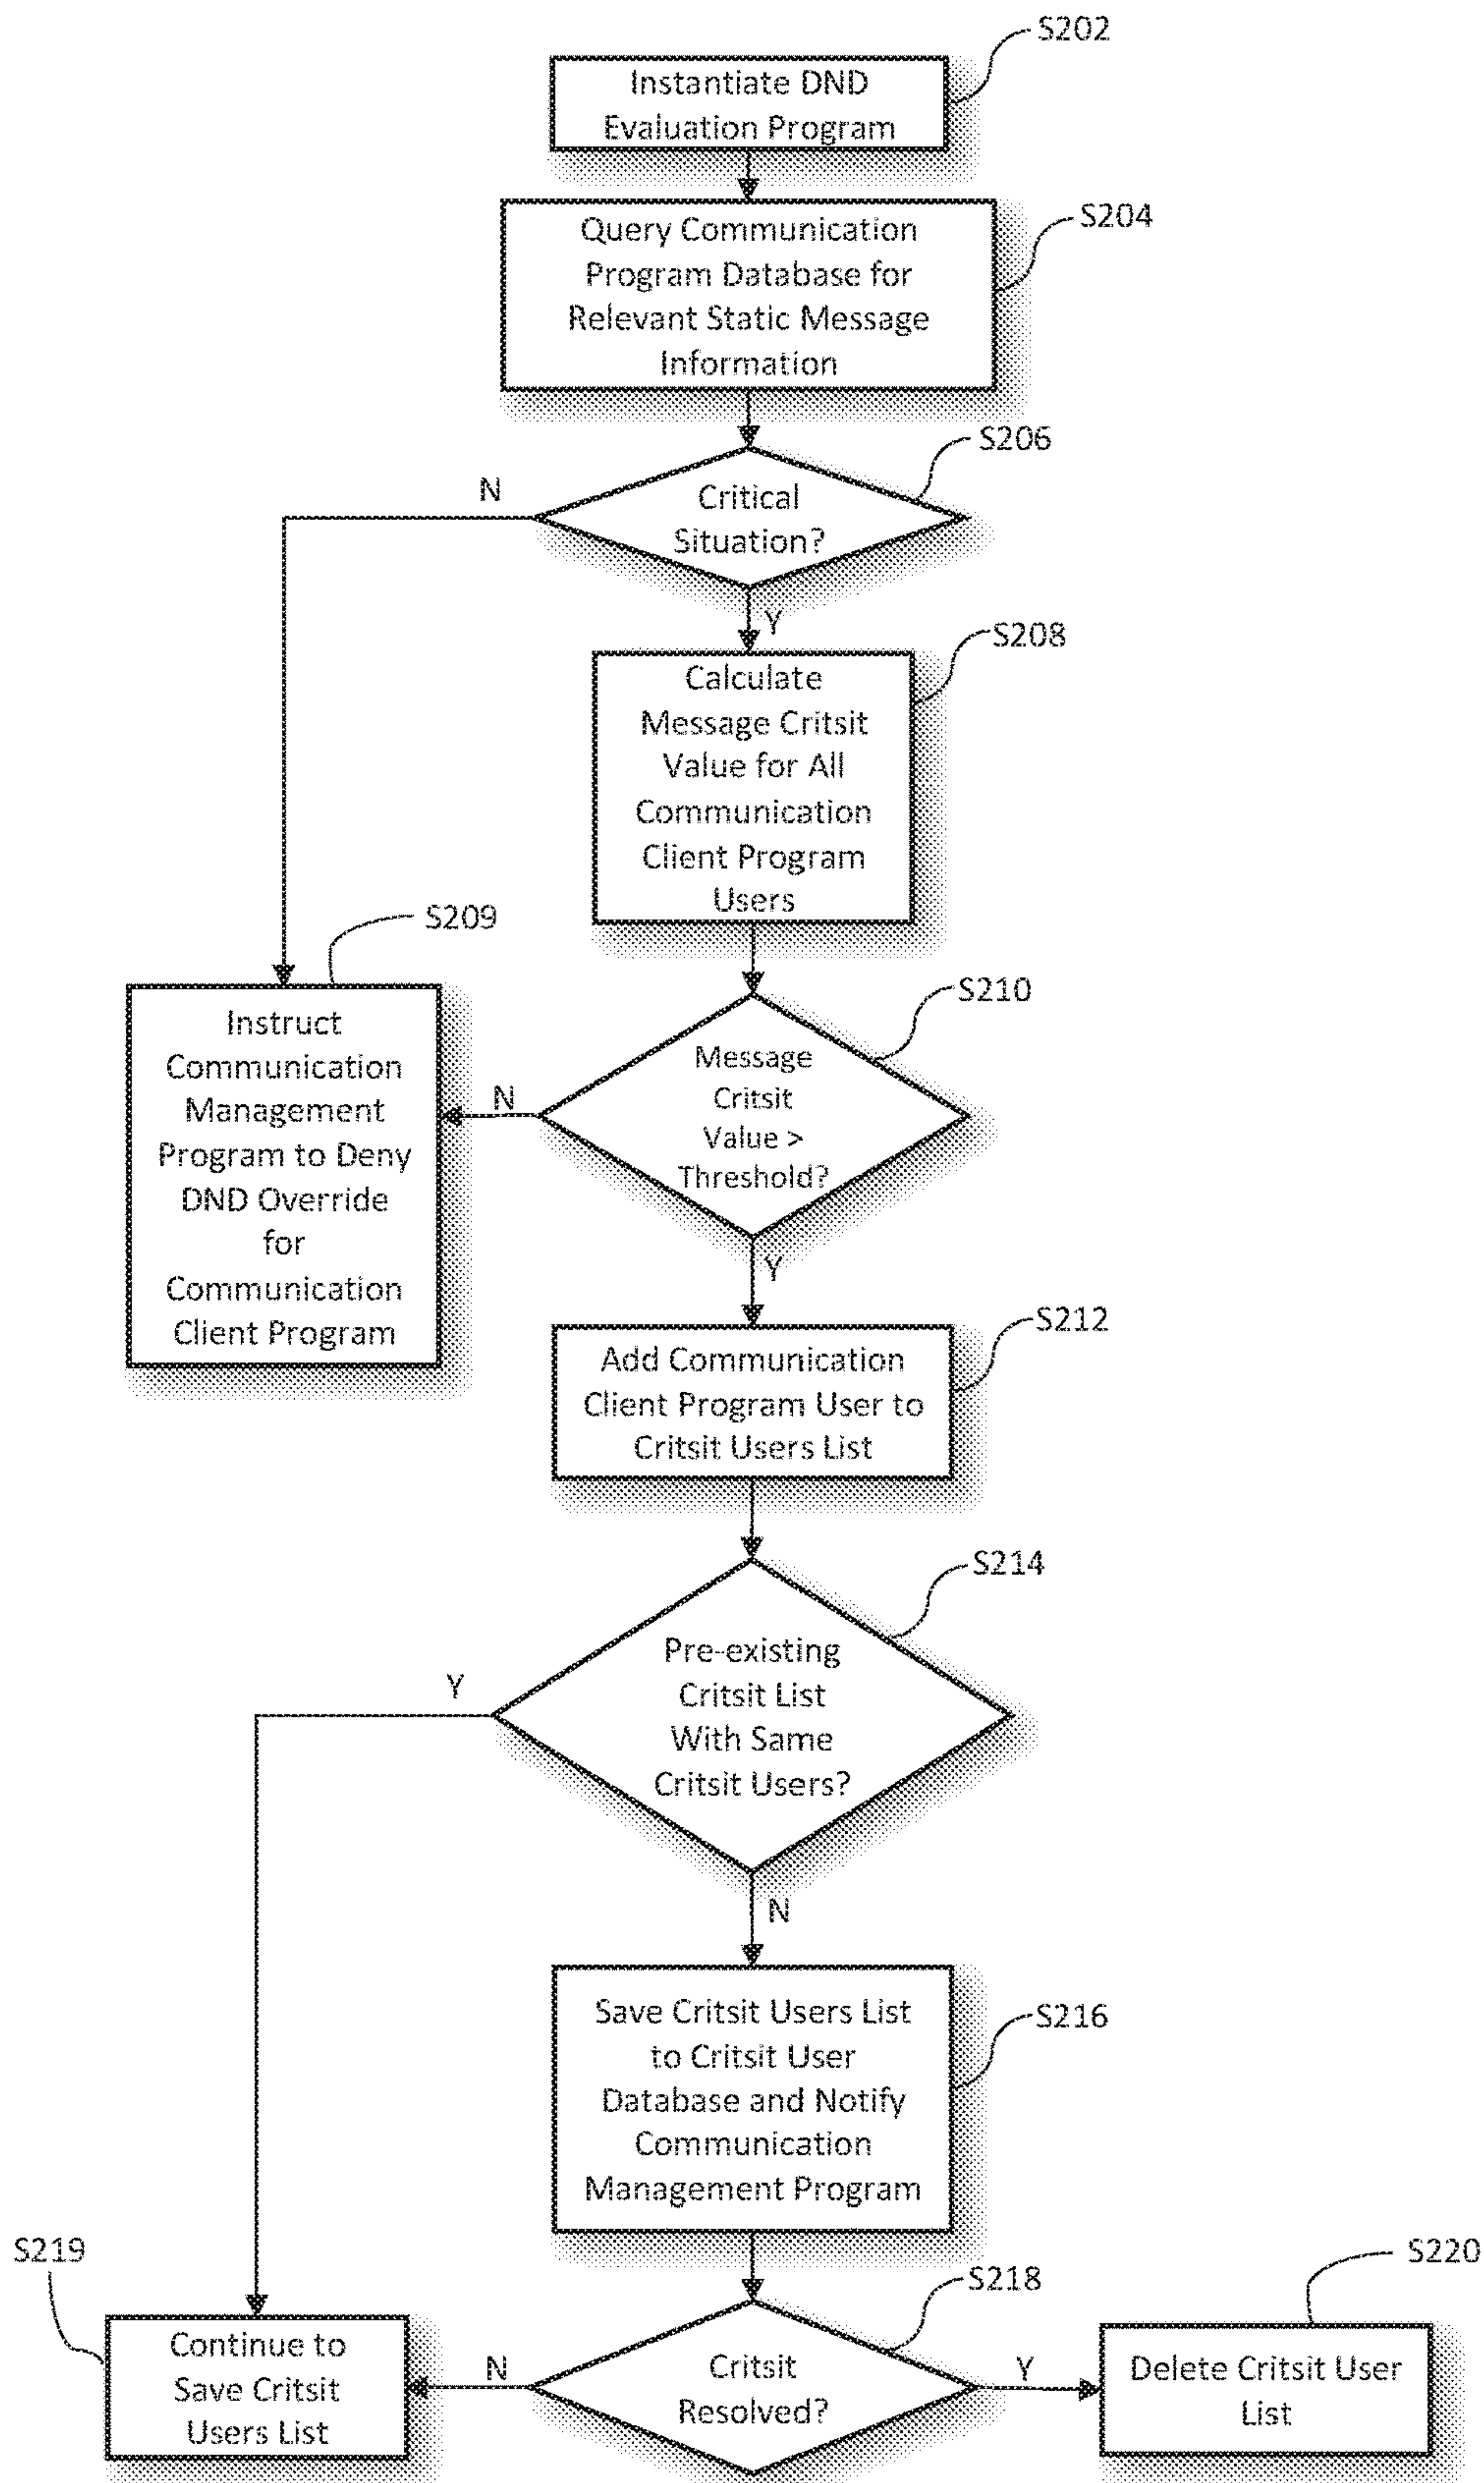 S202
Instantiate DND
Evaluation Program
S204
Query Communication
Program Database for
Relevant Static Message
Information
S206
N
Critical
Situation?
Y
S208
Calculate
Message Critsit
Value for All
Communication
Client Program
Users
S209
Instruct
Communication
Management
Program to Deny
DND Override
for
Communication
Client Program
S210
N
Message
Critsit
Value >
Threshold?
Y
S212
Add Communication
Client Program User to
Critsit Users List
S214
Y
Pre-existing
Critsit List
With Same
Critsit Users?
N
S216
Save Critsit Users List
to Critsit User
Database and Notify
Communication
Management Program
S219
S218
S220
Continue to
Save Critsit
Users List
N
Critsit
Resolved?
Y
Delete Critsit User
List